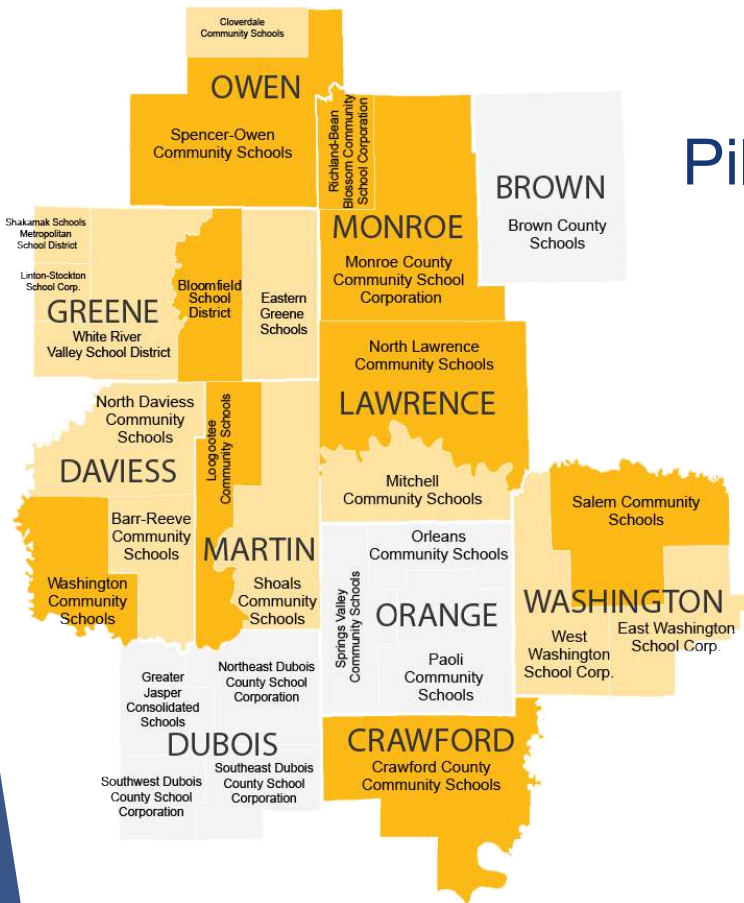 Cloverdale
Community Schools
OWEN
Spencer-Owen
Community Schools
Richland-Bean
Blossom Community
School Corporation
MONROE
Monroe County
Community School
Corporation
BROWN
Brown County
Schools
Pil
Shakamak Schools
Metropolitan
School District
Linton-Stockton
School Corp.
GREENE
White River
Valley School District
Bloomfield
School
District
Eastern
Greene
Schools
North Lawrence
Community Schools
LAWRENCE
Mitchell
Community Schools
North Daviess
Community
Schools
DAVIESS
Barr-Reeve
Community
Schools
Washington
Community
Schools
Loogootee
Community Schools
MARTIN
Shoals
Community
Schools
Orleans
Community Schools
Springs Valley
Community Schools
ORANGE
Paoli
Community
Schools
Salem Community
Schools
WASHINGTON
West
Washington
School Corp.
East Washington
School Corp.
Greater
Jasper
Consolidated
Schools
Northeast Dubois
County School
Corporation
DUBOIS
Southwest Dubois
County School
Corporation
Southeast Dubois
County School
Corporation
CRAWFORD
Crawford County
Community Schools